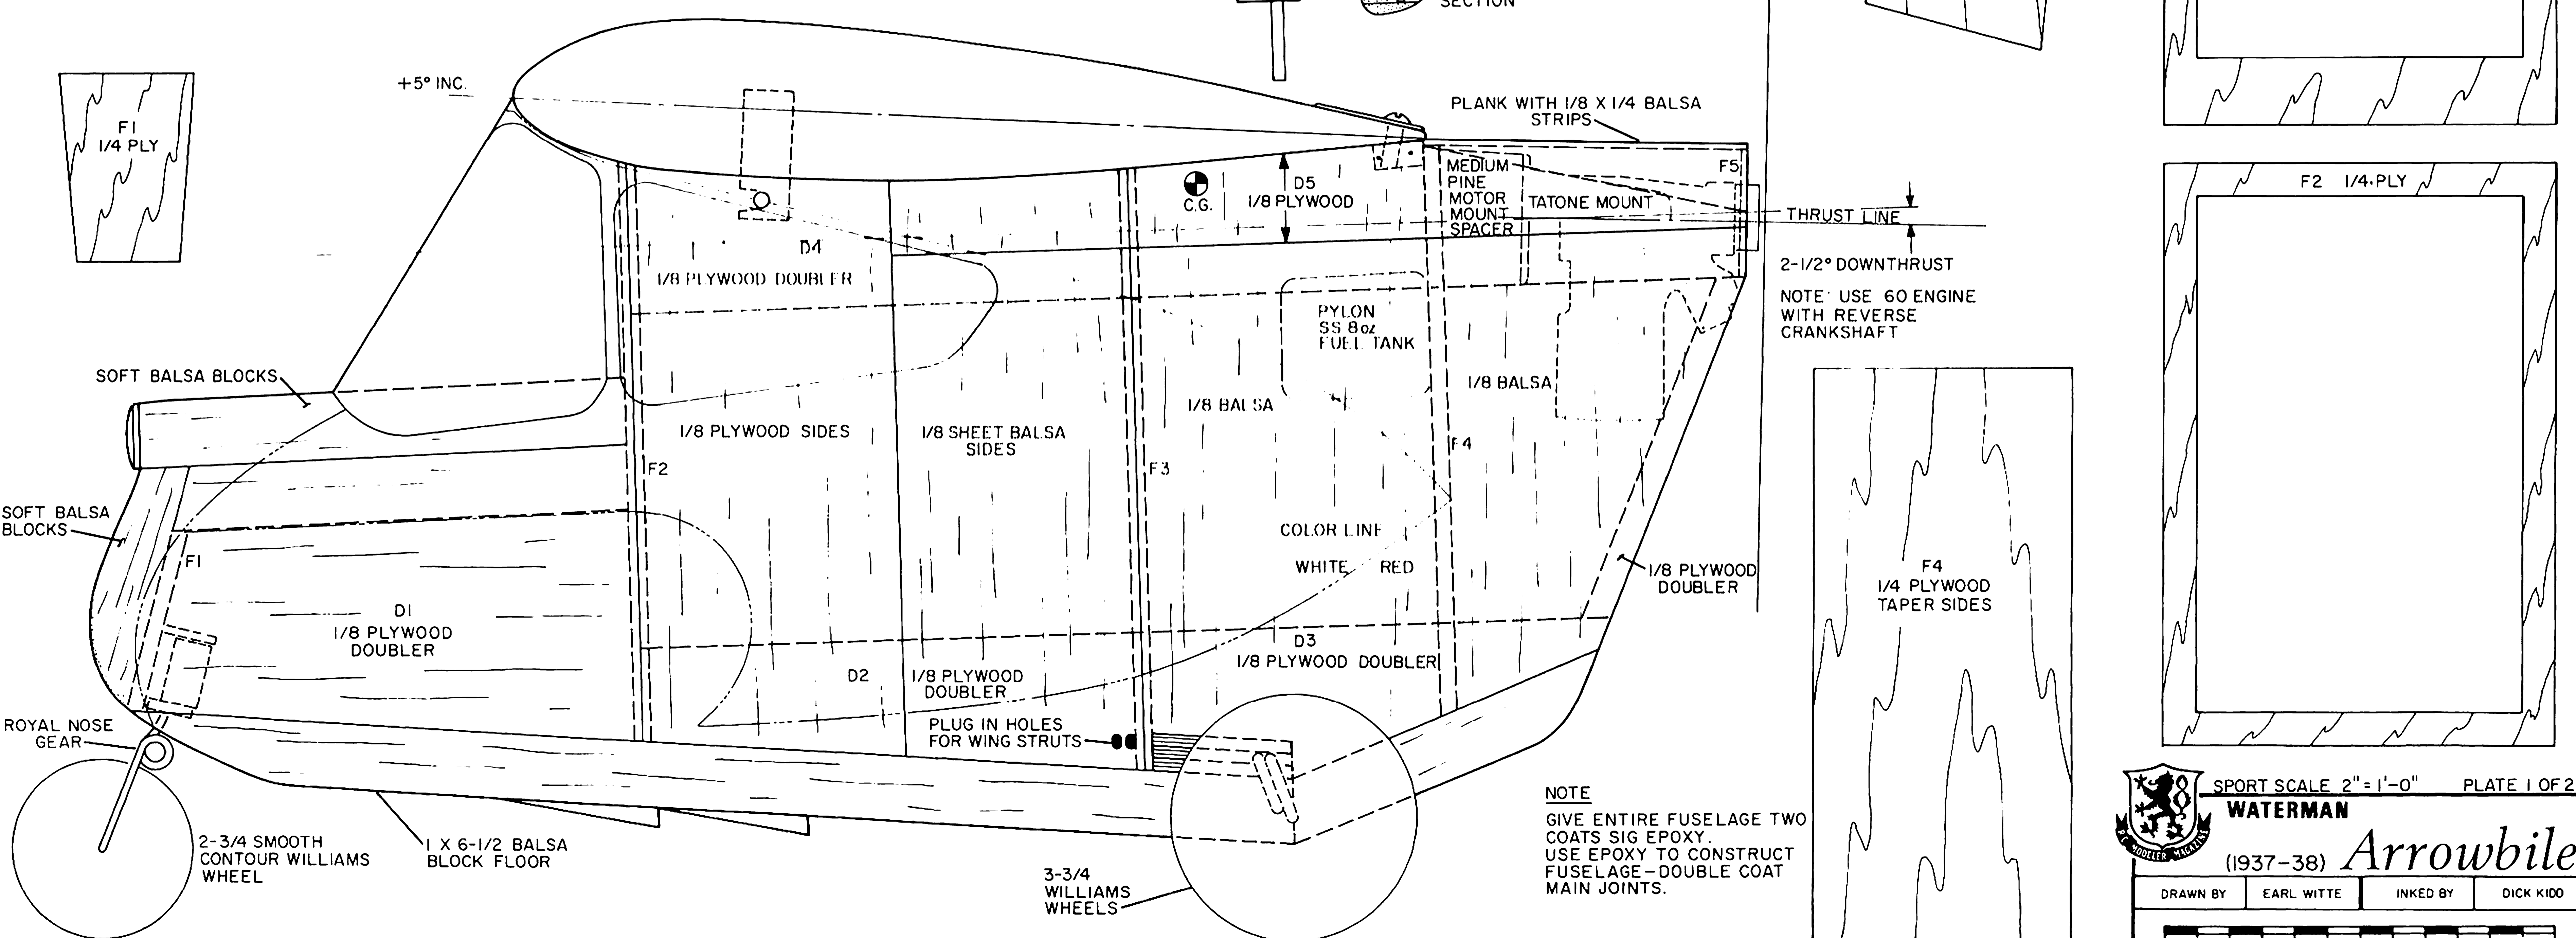 SECTION
+5° INC.
F1
1/4 PLY
PLANK WITH 1/8 X 1/4 BALSA
STRIPS
C.G.
D5
1/8 PLYWOOD
MEDIUM
PINE
MOTOR
MOUNT
SPACER
TATONE MOUNT
F5
THRUST LINE
2-1/2° DOWNTHRUST
NOTE: USE 60 ENGINE
WITH REVERSE
CRANKSHAFT
F2 1/4 PLY
D4
1/8 PLYWOOD DOUBLER
PYLON
SS 8oz
FUEL TANK
SOFT BALSA BLOCKS
1/8 BALSA
1/8 BALSA
1/8 PLYWOOD SIDES
1/8 SHEET BALSA
SIDES
F2
F3
F4
SOFT BALSA
BLOCKS
F1
COLOR LINE
WHITE RED
1/8 PLYWOOD
DOUBLER
F4
1/4 PLYWOOD
TAPER SIDES
D1
1/8 PLYWOOD
DOUBLER
D2
1/8 PLYWOOD
DOUBLER
D3
1/8 PLYWOOD DOUBLER
ROYAL NOSE
GEAR
PLUG IN HOLES
FOR WING STRUTS
2-3/4 SMOOTH
CONTOUR WILLIAMS
WHEEL
1 X 6-1/2 BALSA
BLOCK FLOOR
3-3/4
WILLIAMS
WHEELS
NOTE
GIVE ENTIRE FUSELAGE TWO
COATS SIG EPOXY.
USE EPOXY TO CONSTRUCT
FUSELAGE-DOUBLE COAT
MAIN JOINTS.
SPORT SCALE 2"=1'-0" PLATE 1 OF 2
WATERMAN
(1937-38) Arrowbile
R/C MODELER MAGAZINE
DRAWN BY EARL WITTE INKED BY DICK KIDD